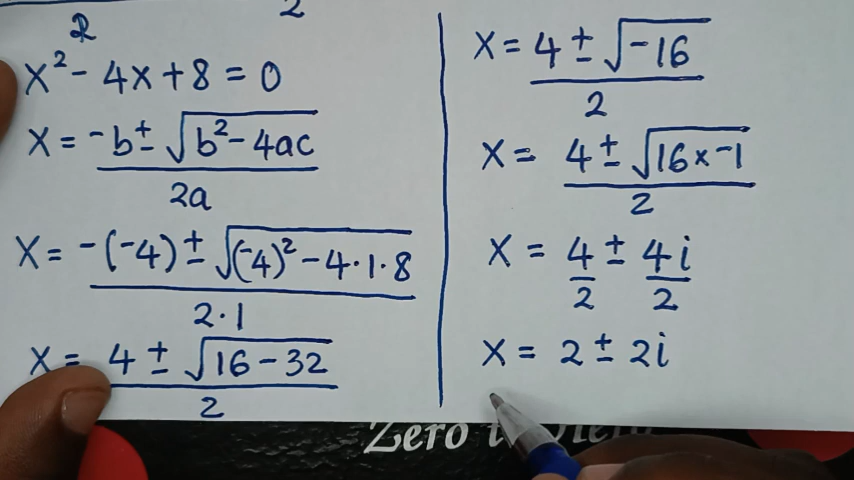 2
2
x² - 4x + 8 = 0
x = -b ± √(b² - 4ac) / 2a
x = -(-4) ± √((-4)² - 4·1·8) / 2·1
x = 4 ± √(16 - 32) / 2
x = 4 ± √(-16) / 2
x = 4 ± √(16 x -1) / 2
x = 4/2 ± 4i/2
x = 2 ± 2i
Zero